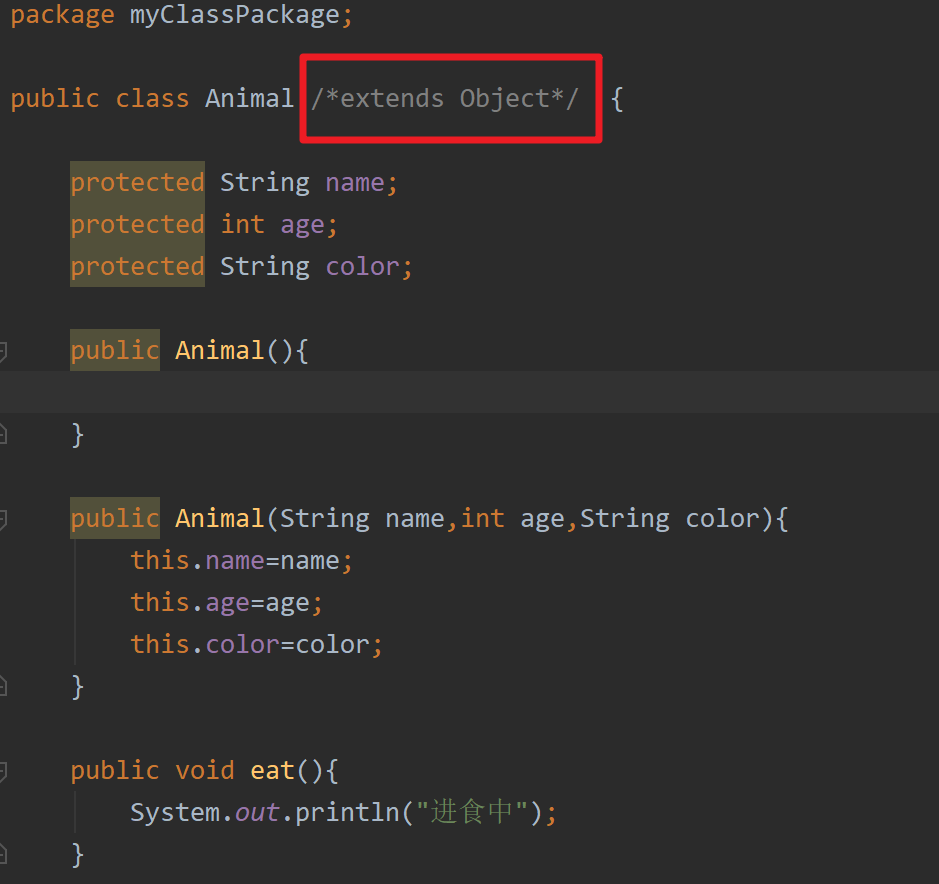 package myClassPackage;
public class Animal /*extends Object*/ {
protected String name;
protected int age;
protected String color;
public Animal(){
}
public Animal(String name,int age,String color){
this.name=name;
this.age=age;
this.color=color;
}
public void eat(){
System.out.println("进食中");
}